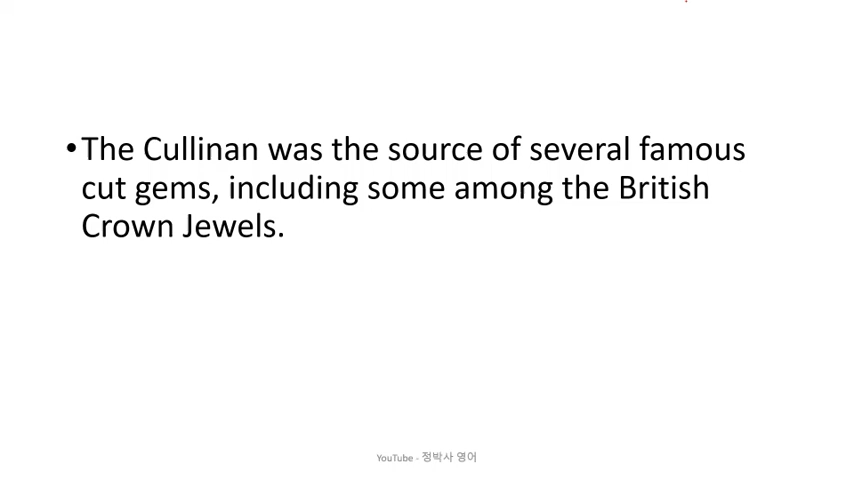 •The Cullinan was the source of several famous
cut gems, including some among the British
Crown Jewels.
YouTube - 정박사 영어